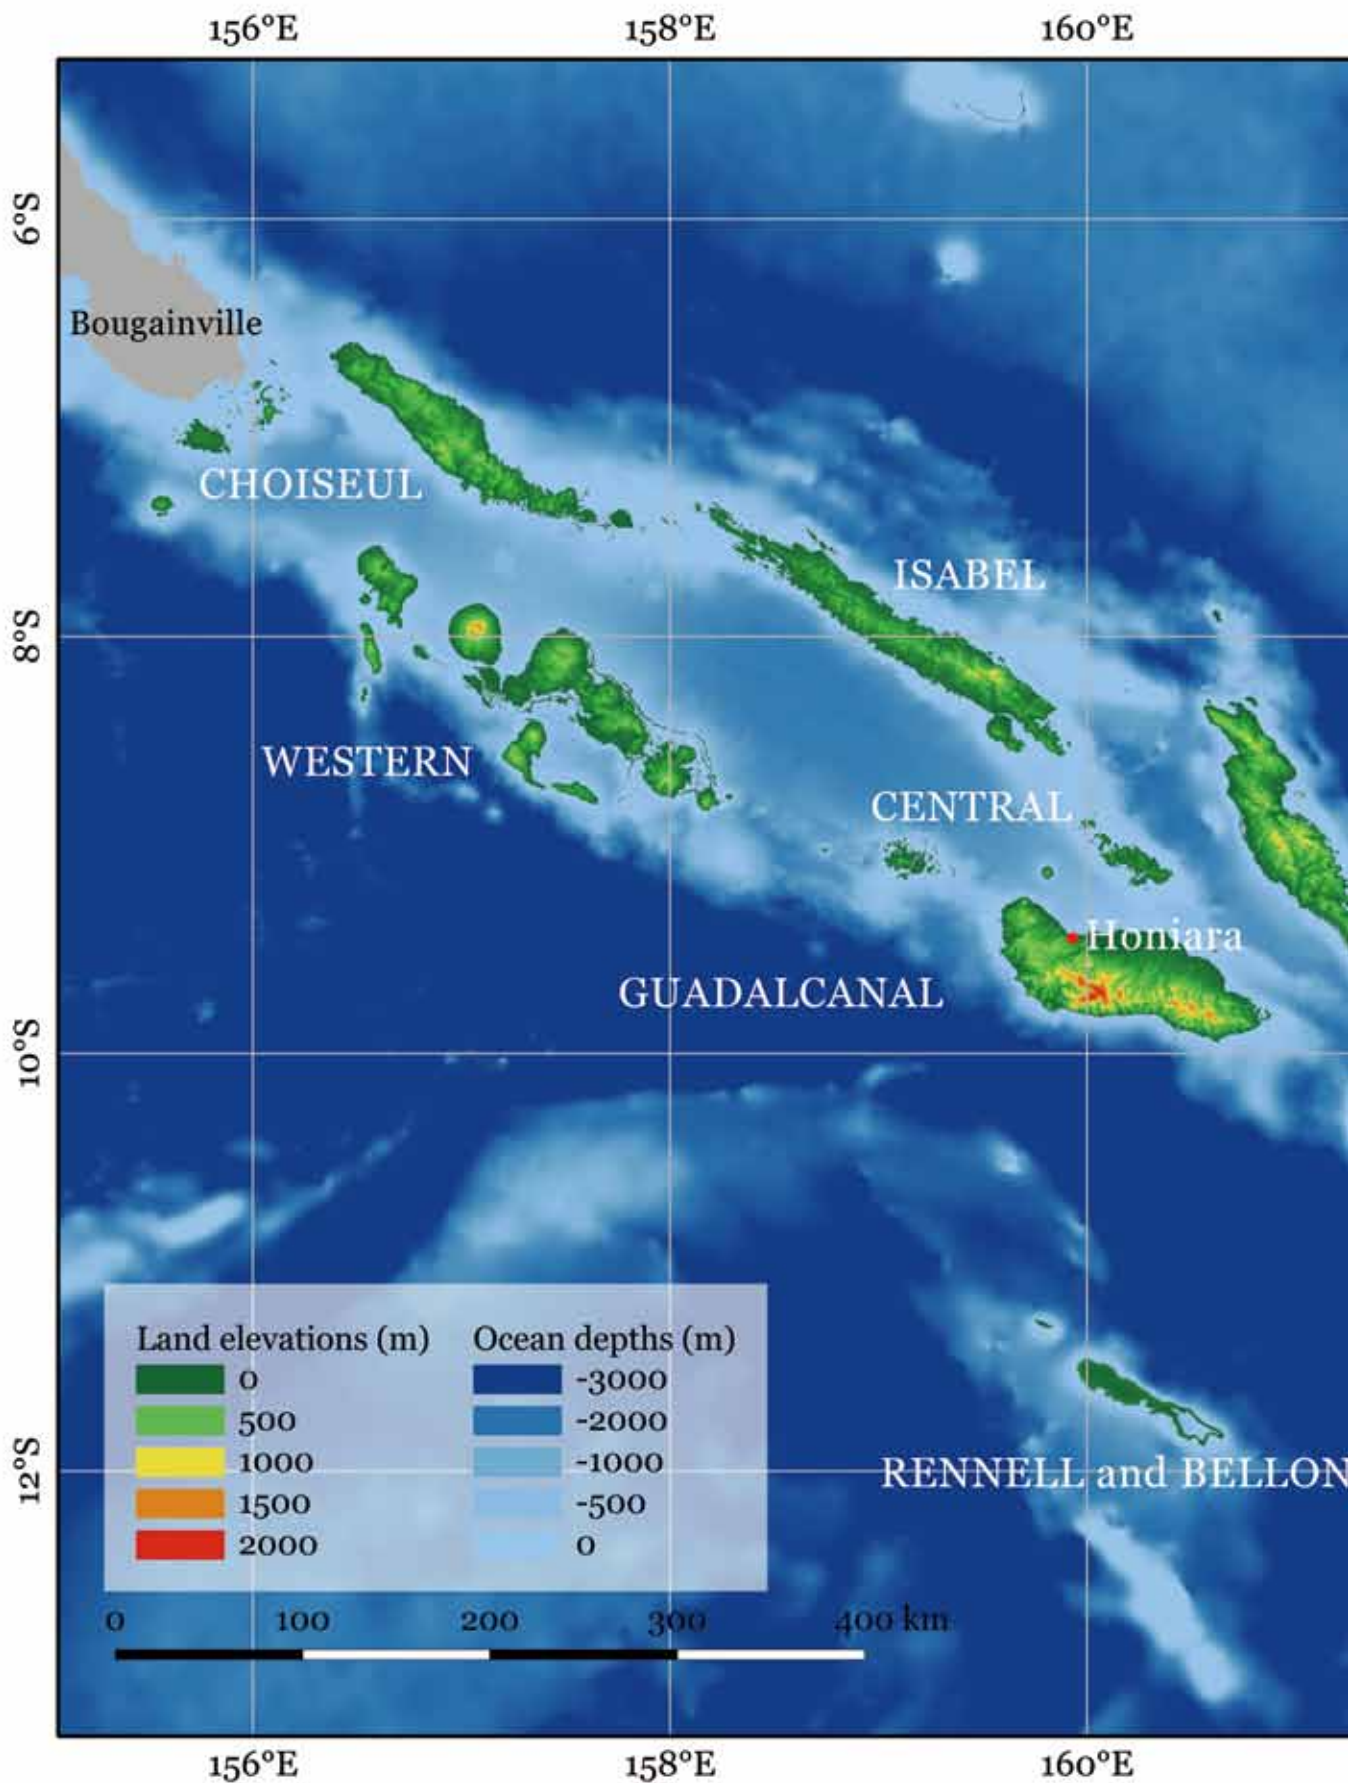 156°E 158°E 160°E
6°S
Bougainville
CHOISEUL
ISABEL
8°S
WESTERN
CENTRAL
Honiara
GUADALCANAL
10°S
Land elevations (m) Ocean depths (m)
0 -3000
500 -2000
1000 -1000
1500 -500
2000 0
12°S
RENNELL and BELLON
0 100 200 300 400 km
156°E 158°E 160°E